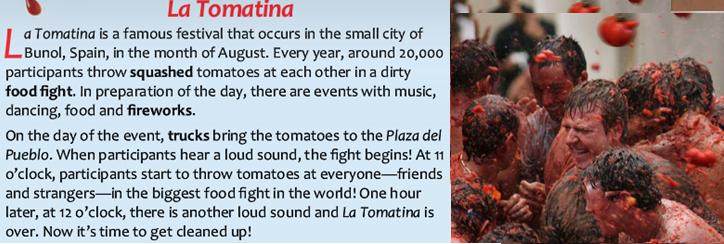 La Tomatina
La Tomatina is a famous festival that occurs in the small city of
Bunol, Spain, in the month of August. Every year, around 20,000
participants throw squashed tomatoes at each other in a dirty
food fight. In preparation of the day, there are events with music,
dancing, food and fireworks.
On the day of the event, trucks bring the tomatoes to the Plaza del
Pueblo. When participants hear a loud sound, the fight begins! At 11
o'clock, participants start to throw tomatoes at everyone—friends
and strangers—in the biggest food fight in the world! One hour
later, at 12 o'clock, there is another loud sound and La Tomatina is
over. Now it's time to get cleaned up!